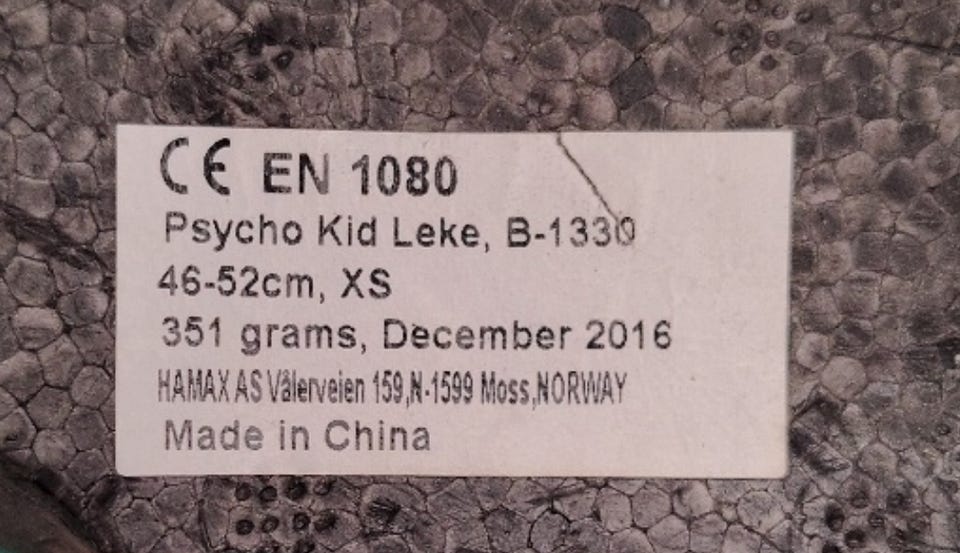 CE EN 1080
Psycho Kid Leke, B-1330
46-52cm, XS
351 grams, December 2016
HAMAX AS Vålerveien 159,N-1599 Moss,NORWAY
Made in China